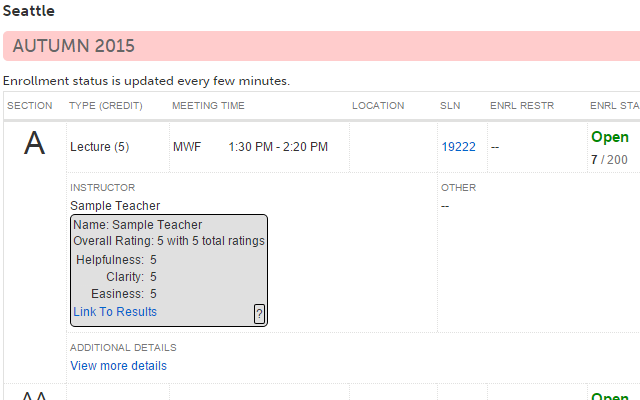 Seattle
AUTUMN 2015
Enrollment status is updated every few minutes.
SECTION TYPE (CREDIT) MEETING TIME LOCATION SLN ENRL RESTR ENRL STA
A Lecture (5) MWF 1:30 PM - 2:20 PM 19222 -- Open
7 / 200
INSTRUCTOR OTHER
Sample Teacher --
Name: Sample Teacher
Overall Rating: 5 with 5 total ratings
Helpfulness: 5
Clarity: 5
Easiness: 5
Link To Results ?
ADDITIONAL DETAILS
View more details
AA Open